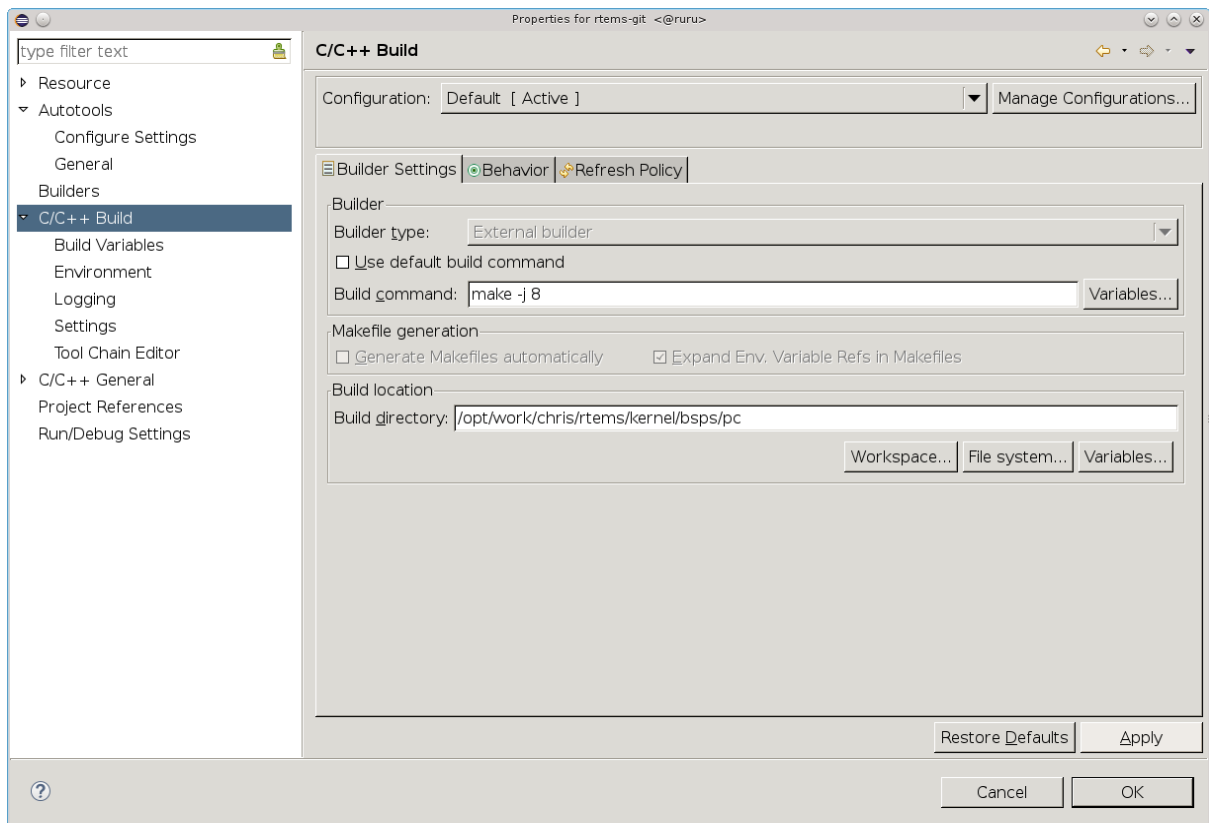 Properties for rtems-git <@ruru>
type filter text
C/C++ Build
Resource
Autotools
Configure Settings
General
Builders
C/C++ Build
Build Variables
Environment
Logging
Settings
Tool Chain Editor
C/C++ General
Project References
Run/Debug Settings
Configuration: Default [ Active ] Manage Configurations...
Builder Settings Behavior Refresh Policy
Builder
Builder type: External builder
Use default build command
Build command: make -j 8 Variables...
Makefile generation
Generate Makefiles automatically Expand Env. Variable Refs in Makefiles
Build location
Build directory: /opt/work/chris/rtems/kernel/bsps/pc
Workspace... File system... Variables...
Restore Defaults Apply
? Cancel OK